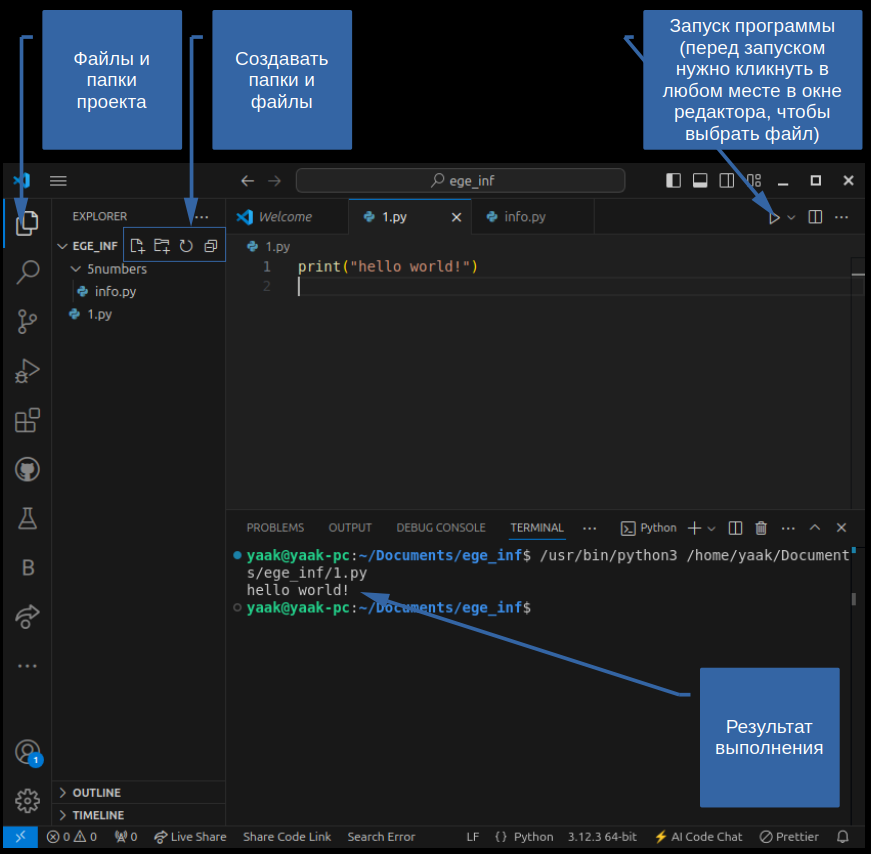 Файлы и
папки
проекта
Создавать
папки и
файлы
Запуск программы
(перед запуском
нужно кликнуть в
любом месте в окне
редактора, чтобы
выбрать файл)
ege_inf
EXPLORER
Welcome
1.py
info.py
EGE_INF
1.py
5numbers
info.py
1.py
1 print("hello world!")
2
PROBLEMS OUTPUT DEBUG CONSOLE TERMINAL Python
yaak@yaak-pc:~/Documents/ege_inf$ /usr/bin/python3 /home/yaak/Document
s/ege_inf/1.py
hello world!
yaak@yaak-pc:~/Documents/ege_inf$
Результат
выполнения
B
1
OUTLINE
TIMELINE
0 0 0 Live Share Share Code Link Search Error LF {} Python 3.12.3 64-bit AI Code Chat Prettier